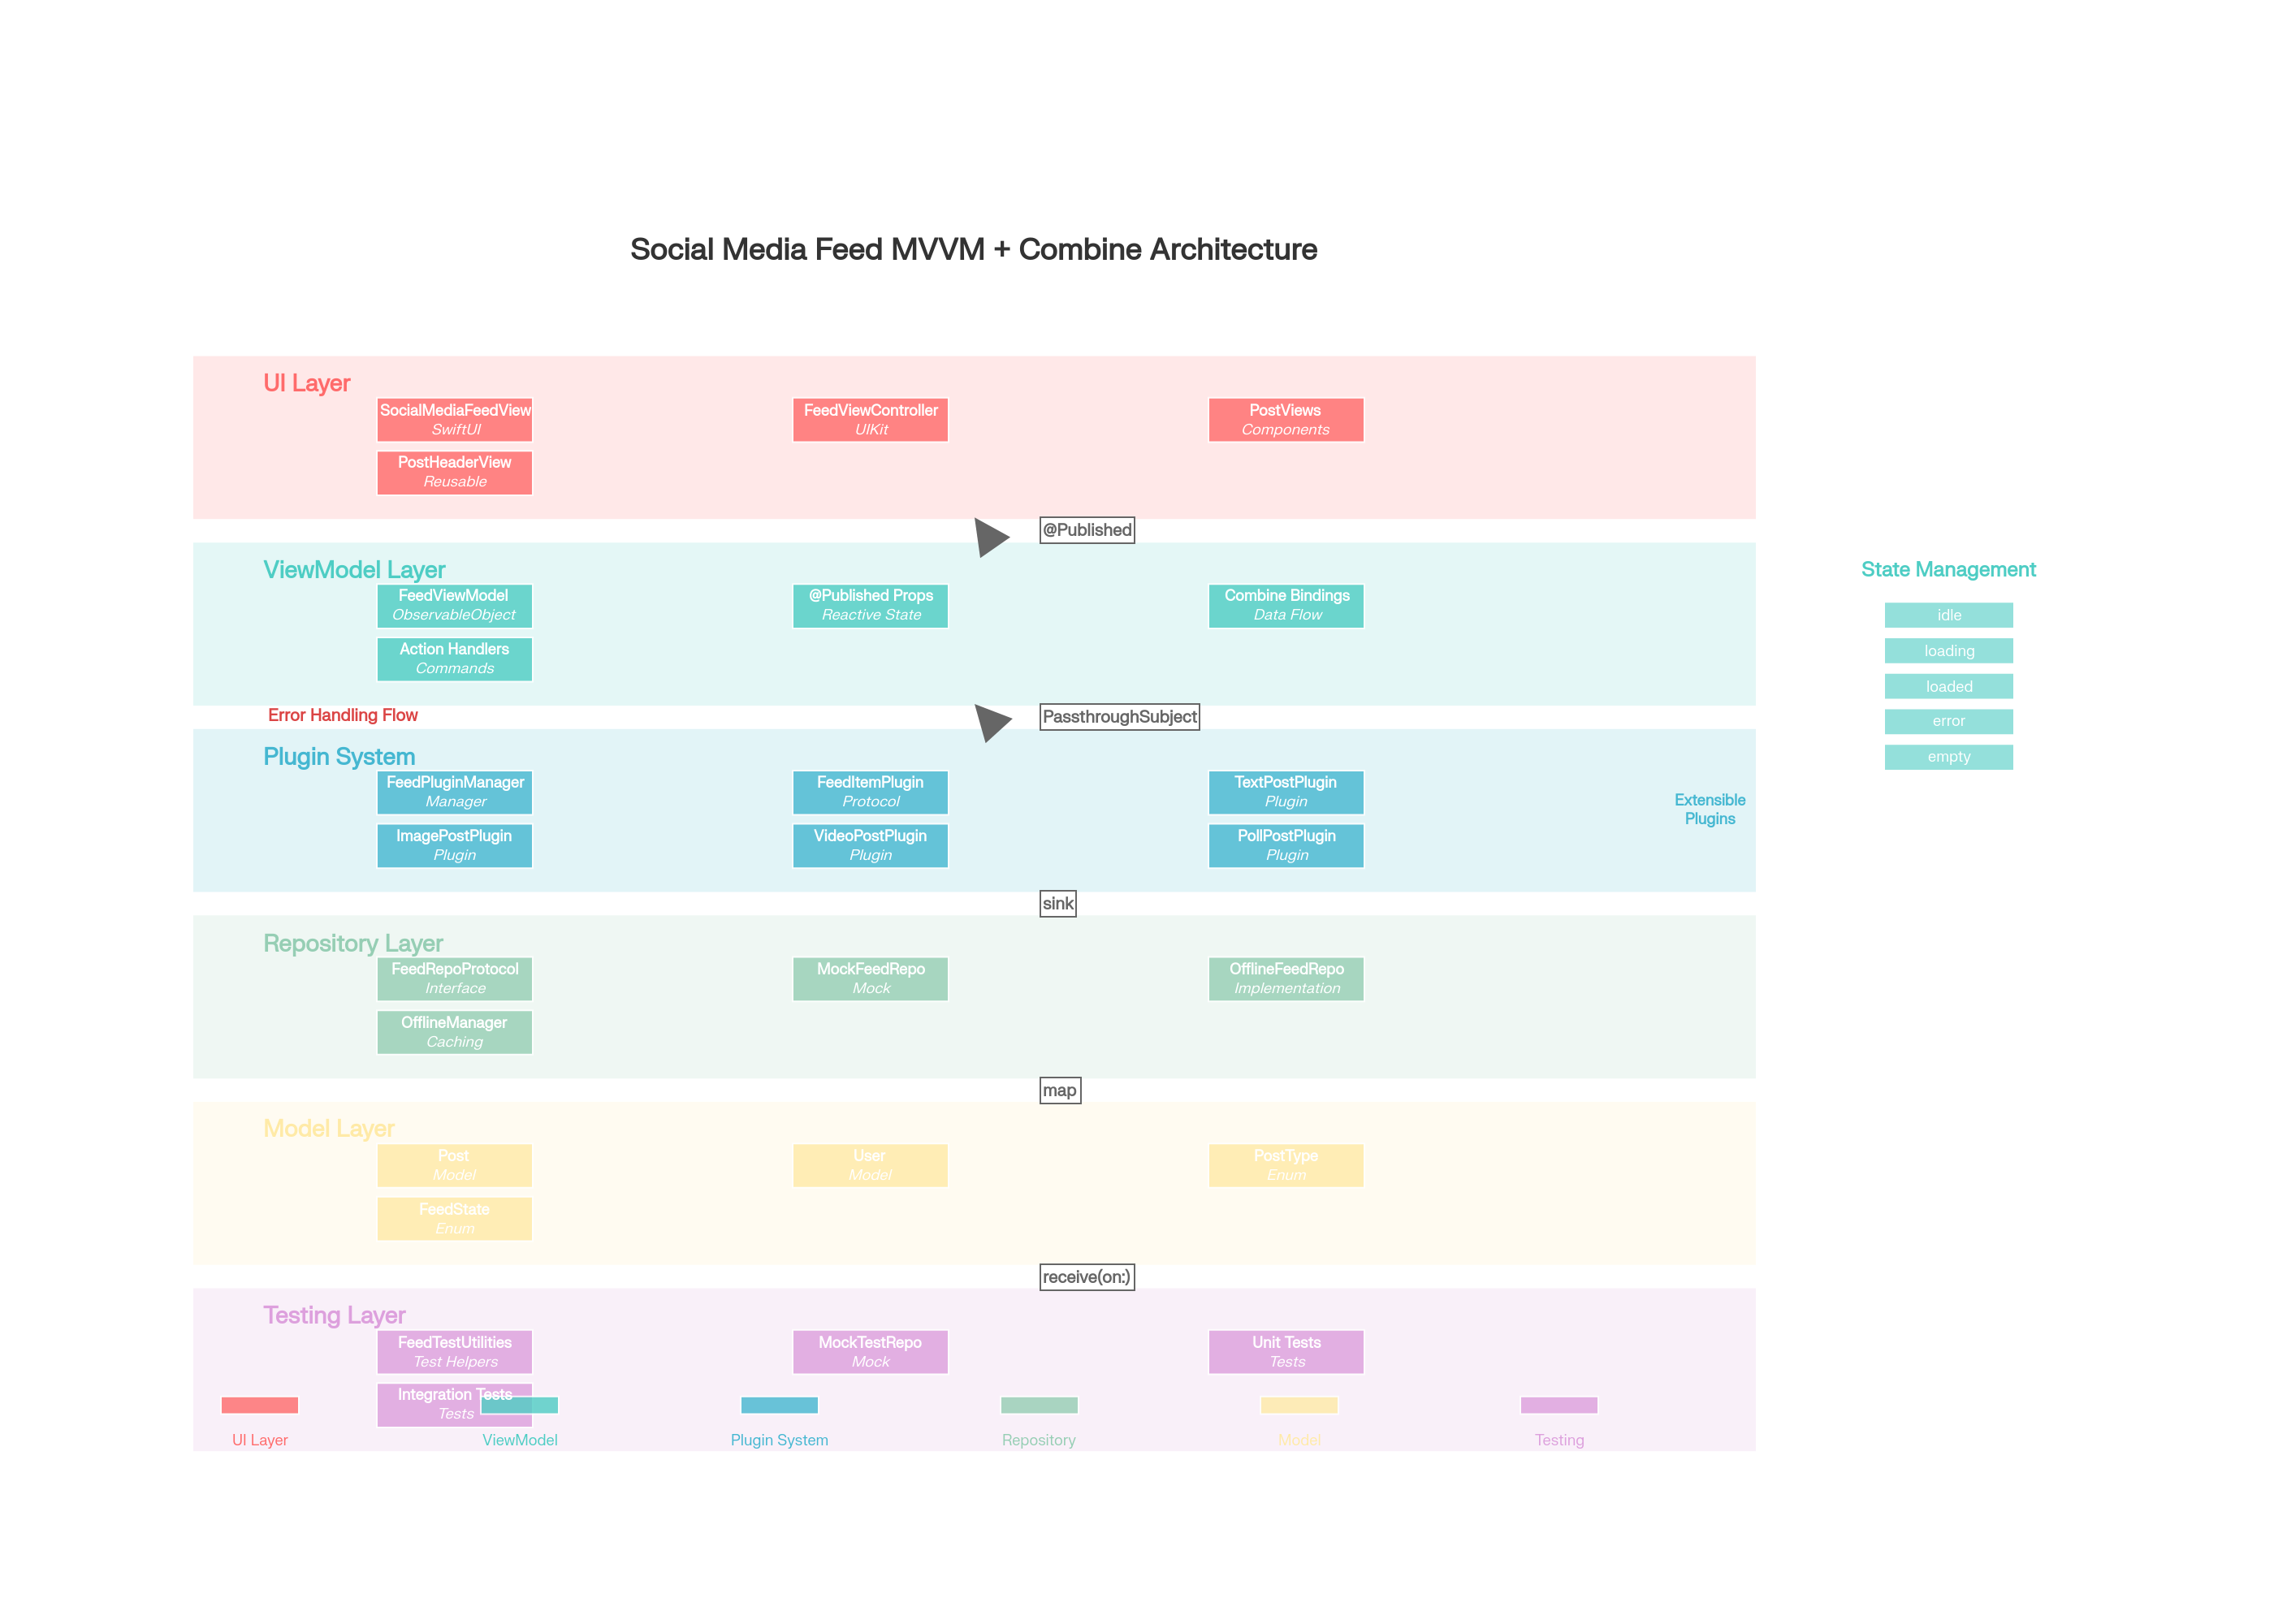 Social Media Feed MVVM + Combine Architecture
UI Layer
SocialMediaFeedView
SwiftUI
FeedViewController
UIKit
PostViews
Components
PostHeaderView
Reusable
@Published
ViewModel Layer
FeedViewModel
ObservableObject
@Published Props
Reactive State
Combine Bindings
Data Flow
Action Handlers
Commands
State Management
idle
loading
loaded
error
empty
Error Handling Flow
PassthroughSubject
Plugin System
FeedPluginManager
Manager
FeedItemPlugin
Protocol
TextPostPlugin
Plugin
ImagePostPlugin
Plugin
VideoPostPlugin
Plugin
PollPostPlugin
Plugin
Extensible
Plugins
sink
Repository Layer
FeedRepoProtocol
Interface
MockFeedRepo
Mock
OfflineFeedRepo
Implementation
OfflineManager
Caching
map
Model Layer
Post
Model
User
Model
PostType
Enum
FeedState
Enum
receive(on:)
Testing Layer
FeedTestUtilities
Test Helpers
MockTestRepo
Mock
Unit Tests
Tests
Integration Tests
Tests
UI Layer
ViewModel
Plugin System
Repository
Model
Testing